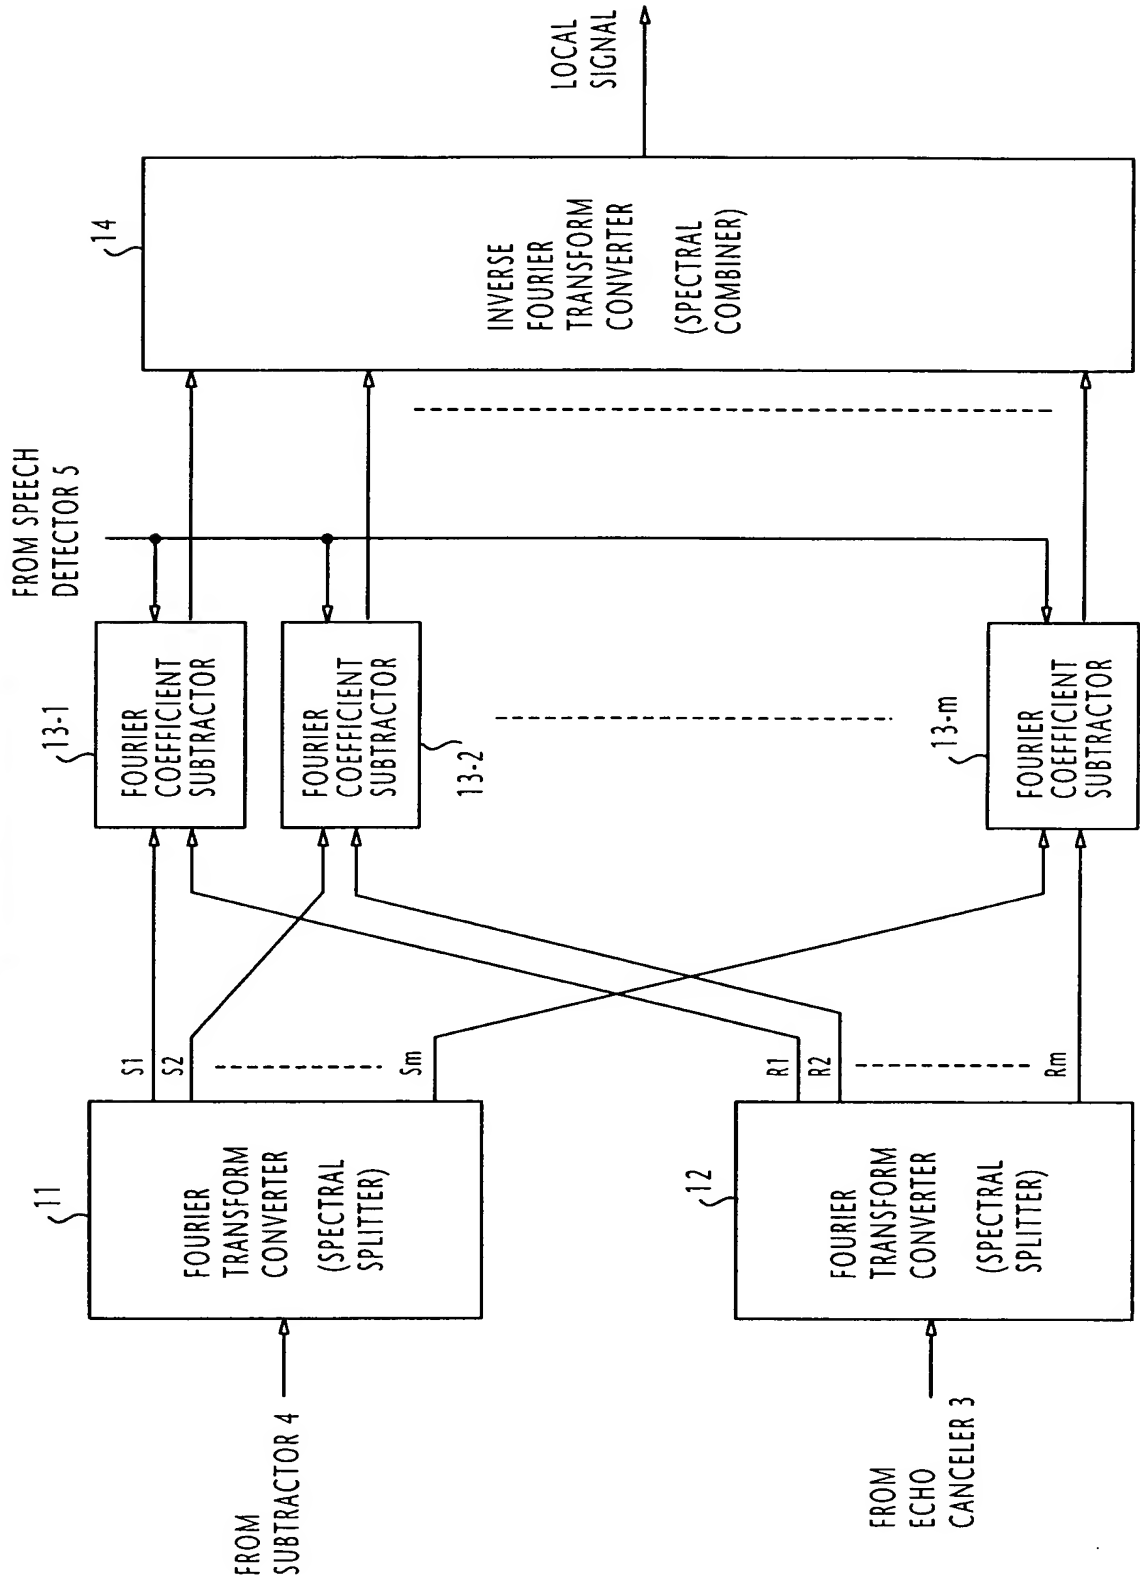 FROM SPEECH
DETECTOR 5
LOCAL
SIGNAL
11
FOURIER
TRANSFORM
CONVERTER
(SPECTRAL
SPLITTER)
FROM
SUBTRACTOR 4
S1
S2
Sm
13-1
FOURIER
COEFFICIENT
SUBTRACTOR
FOURIER
COEFFICIENT
SUBTRACTOR
13-2
14
INVERSE
FOURIER
TRANSFORM
CONVERTER
(SPECTRAL
COMBINER)
12
FOURIER
TRANSFORM
CONVERTER
(SPECTRAL
SPLITTER)
FROM
ECHO
CANCELER 3
R1
R2
Rm
13-m
FOURIER
COEFFICIENT
SUBTRACTOR